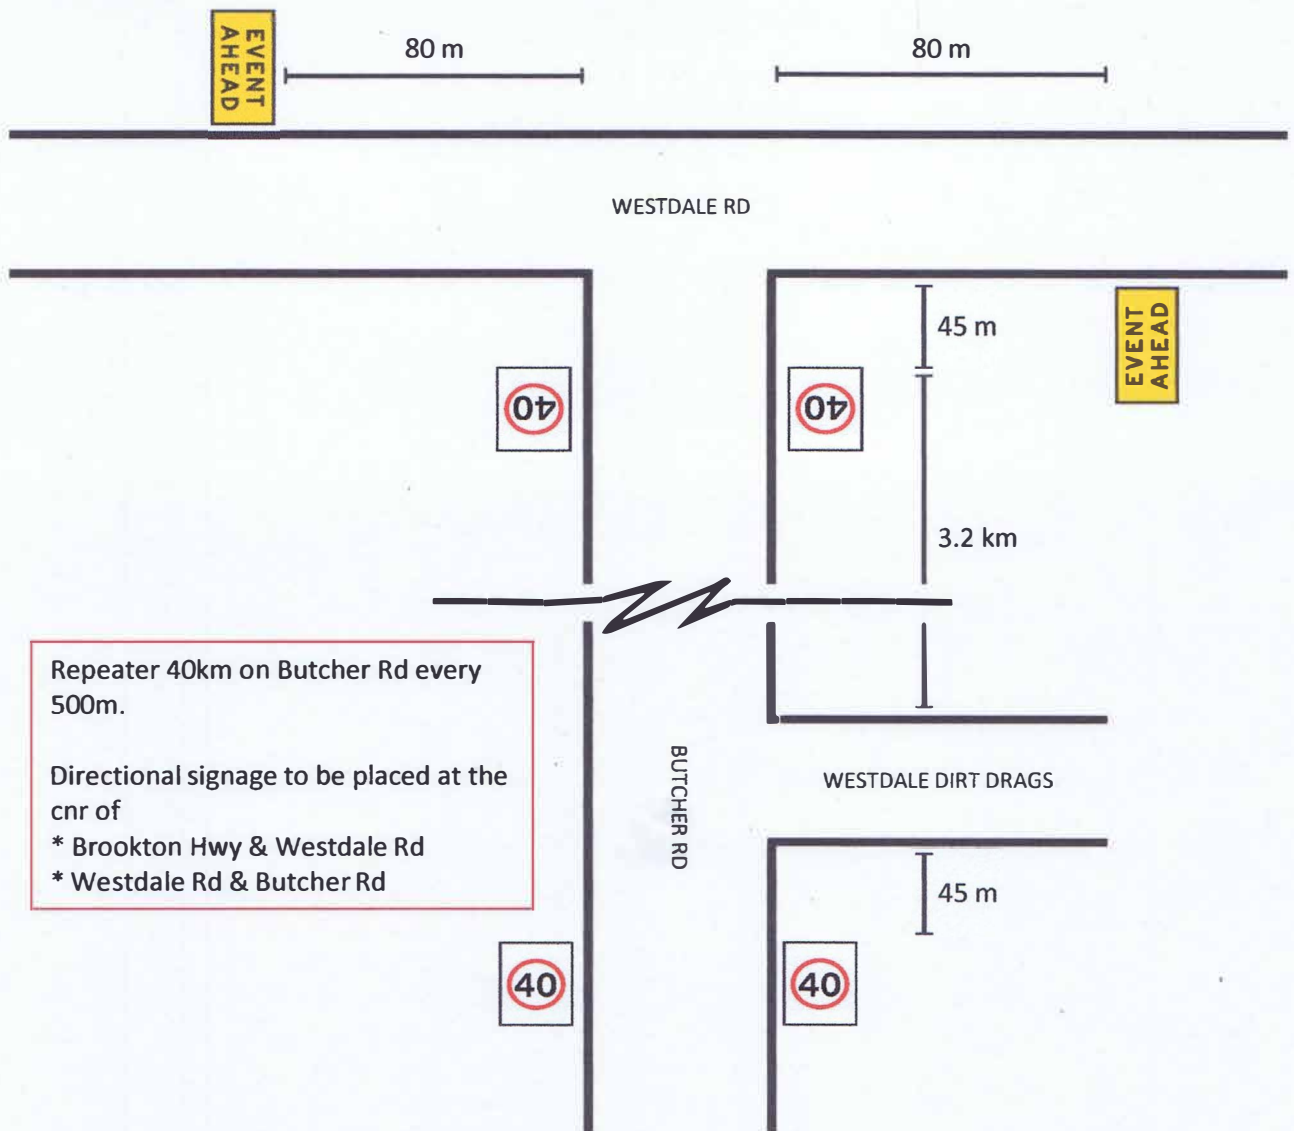 EVENT
AHEAD
80 m
80 m
WESTDALE RD
45 m
EVENT
AHEAD
40
40
3.2 km
Repeater 40km on Butcher Rd every
500m.
Directional signage to be placed at the
cnr of
* Brookton Hwy & Westdale Rd
* Westdale Rd & Butcher Rd
BUTCHER RD
WESTDALE DIRT DRAGS
45 m
40
40